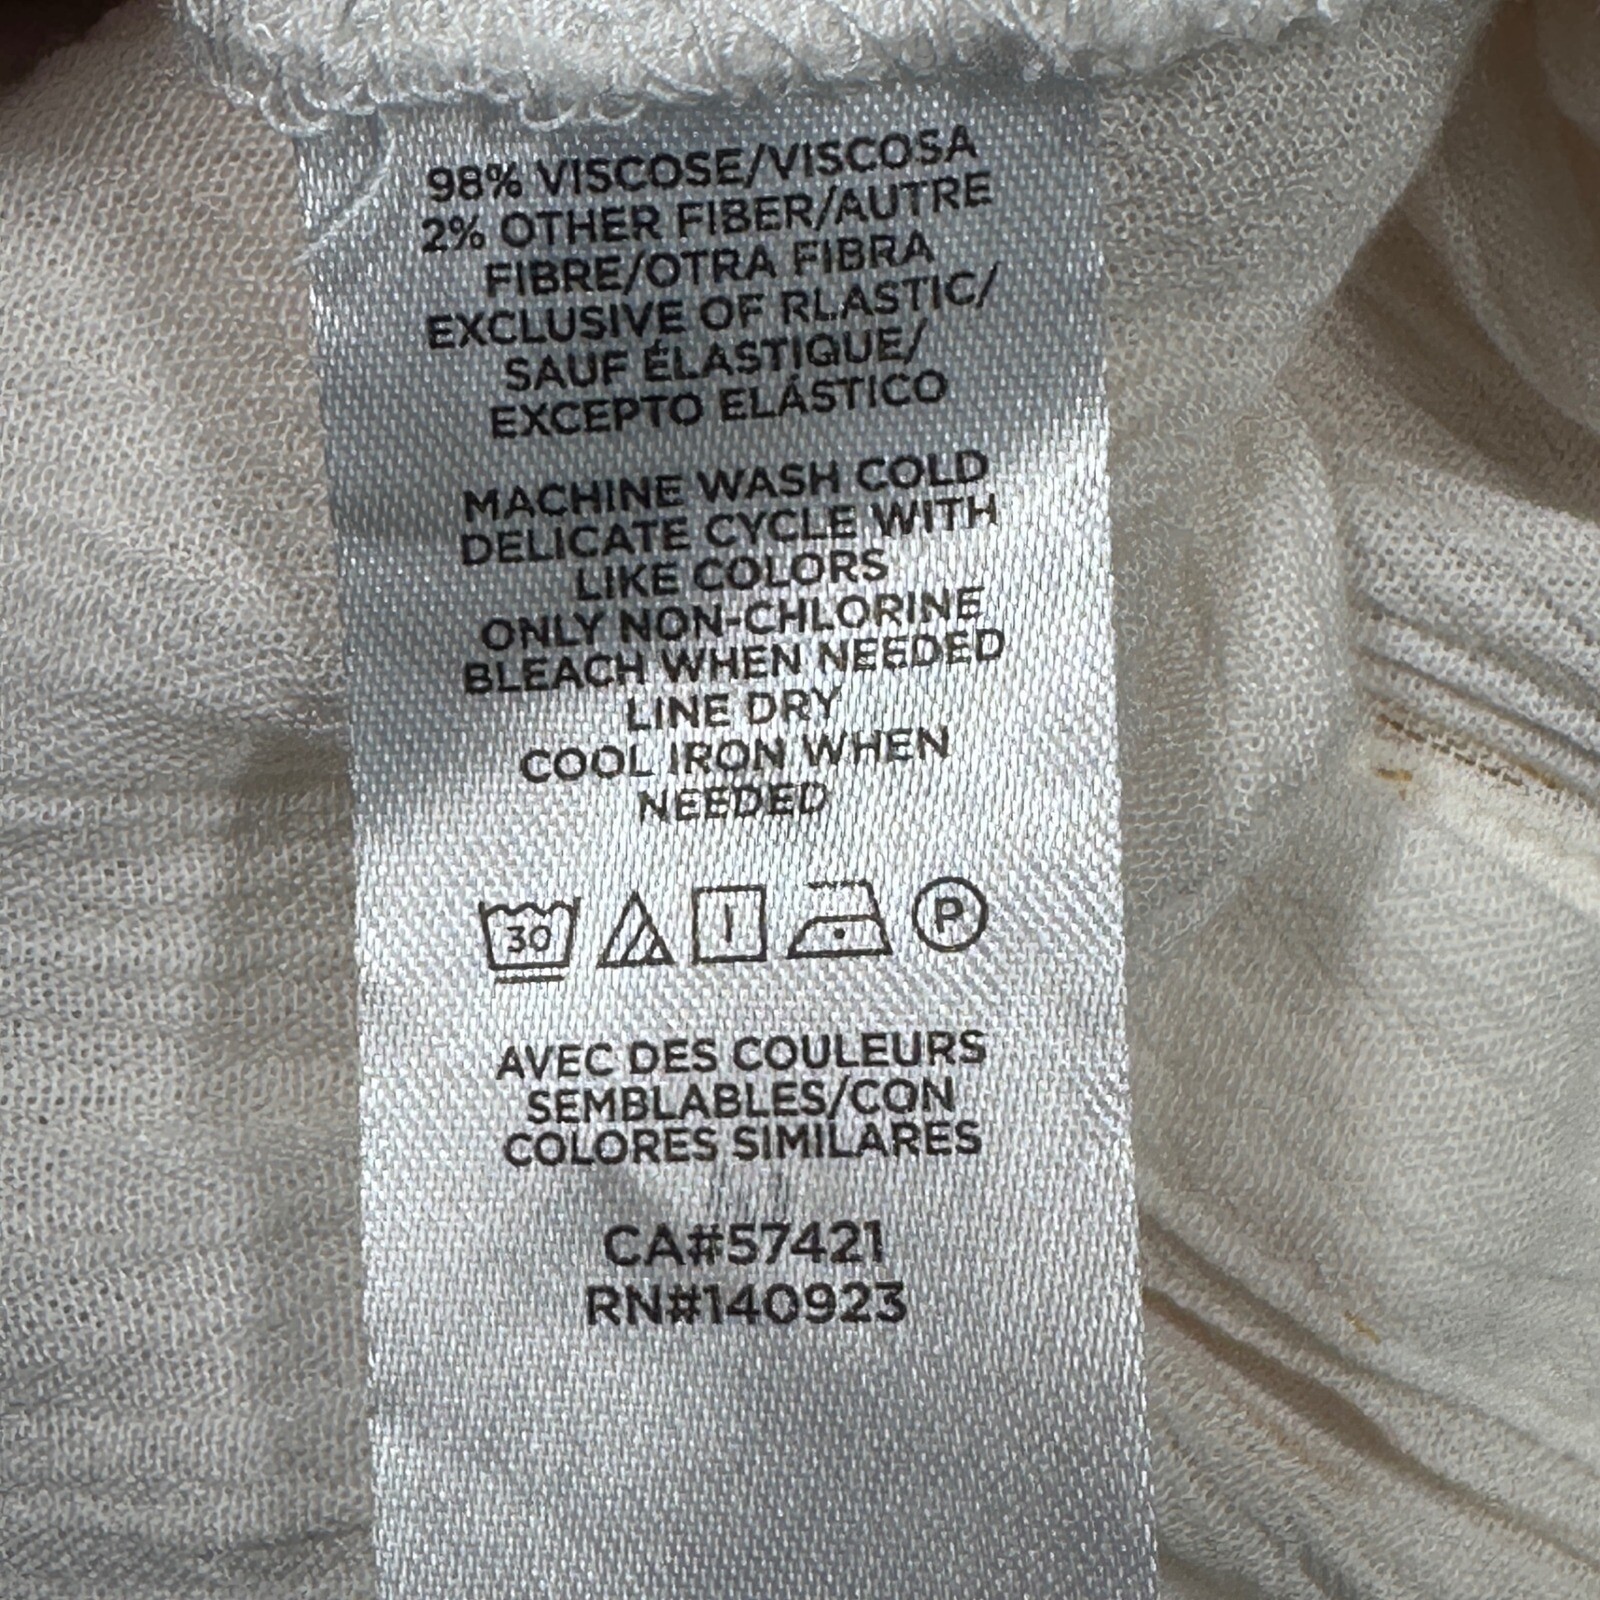 98% VISCOSE/VISCOSA
2% OTHER FIBER/AUTRE
FIBRE/OTRA FIBRA
EXCLUSIVE OF RLASTIC/
SAUF ÉLASTIQUE/
EXCEPTO ELÁSTICO
MACHINE WASH COLD
DELICATE CYCLE WITH
LIKE COLORS
ONLY NON-CHLORINE
BLEACH WHEN NEEDED
LINE DRY
COOL IRON WHEN
NEEDED
30 P
AVEC DES COULEURS
SEMBLABLES/CON
COLORES SIMILARES
CA#57421
RN#140923